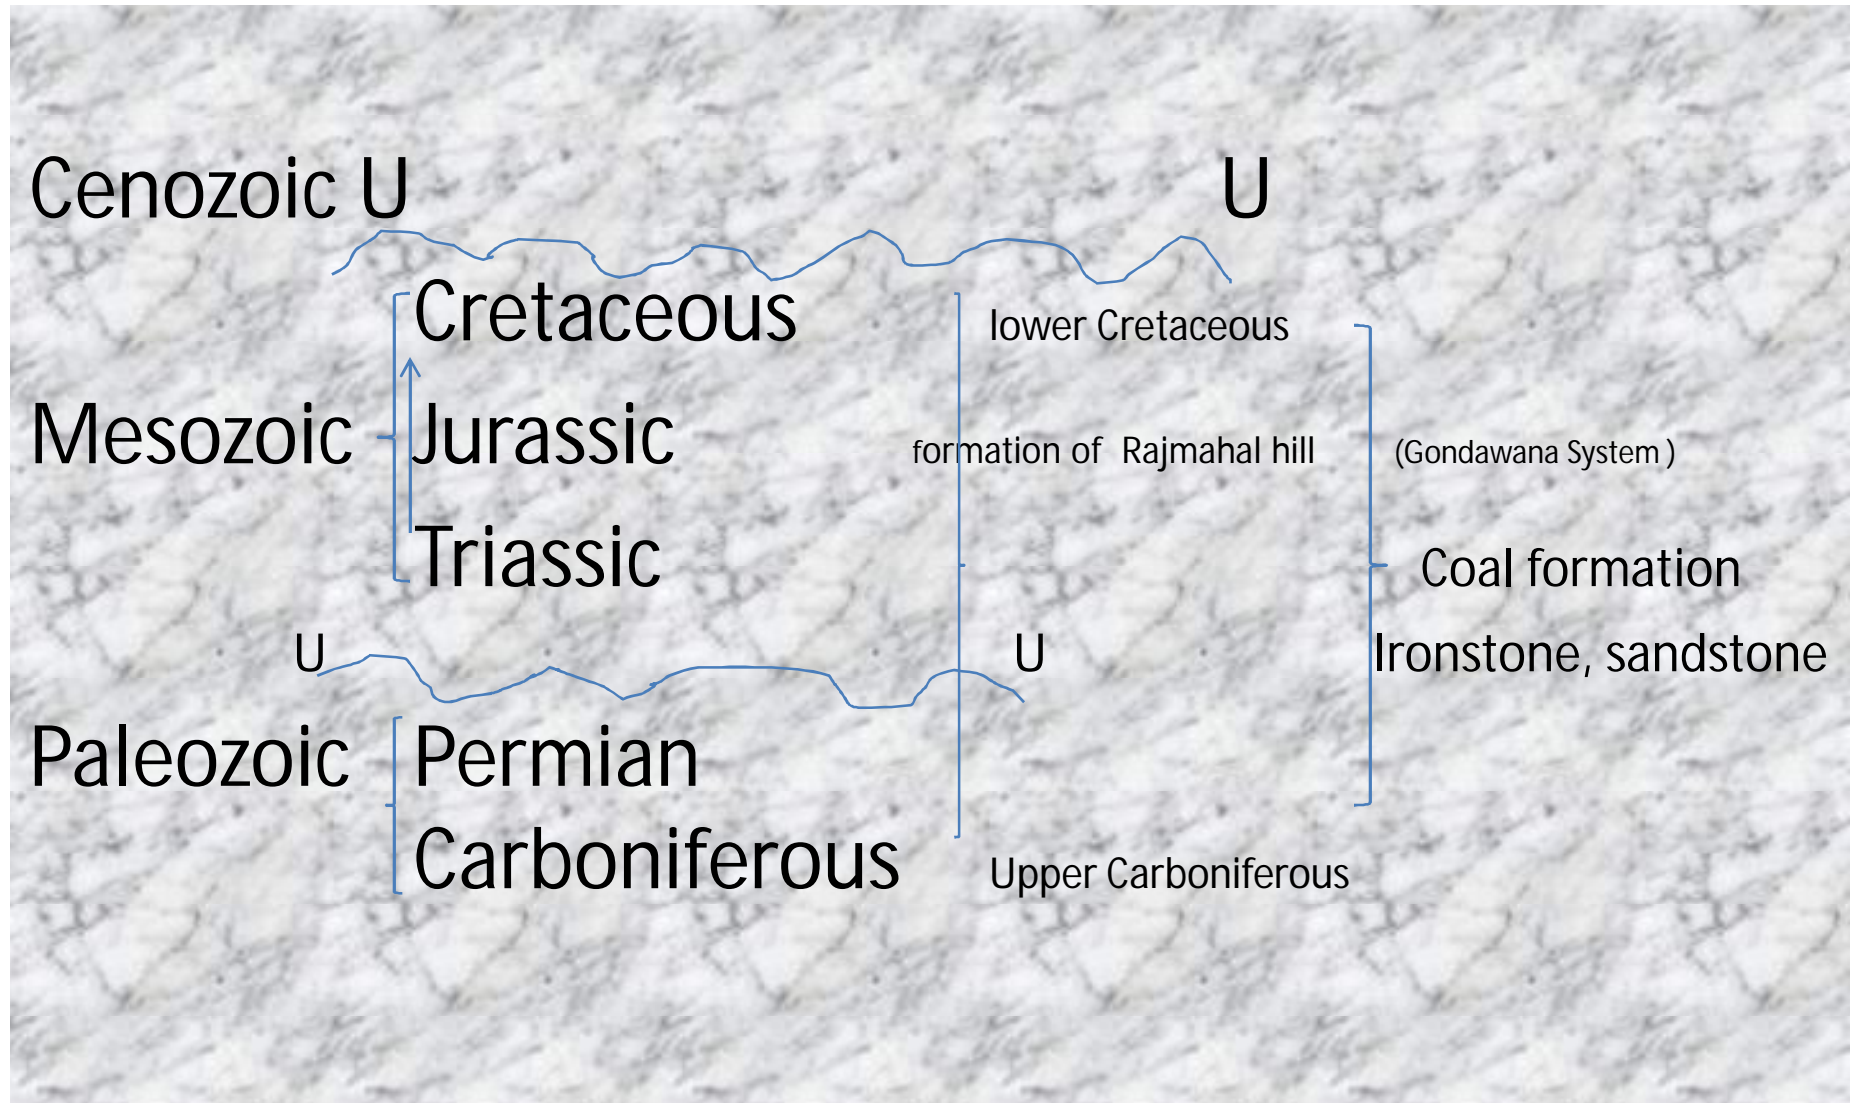 Cenozoic U U
Cretaceous lower Cretaceous
Mesozoic Jurassic formation of Rajmahal hill (Gondawana System )
Triassic Coal formation
U U Ironstone, sandstone
Paleozoic Permian
Carboniferous Upper Carboniferous